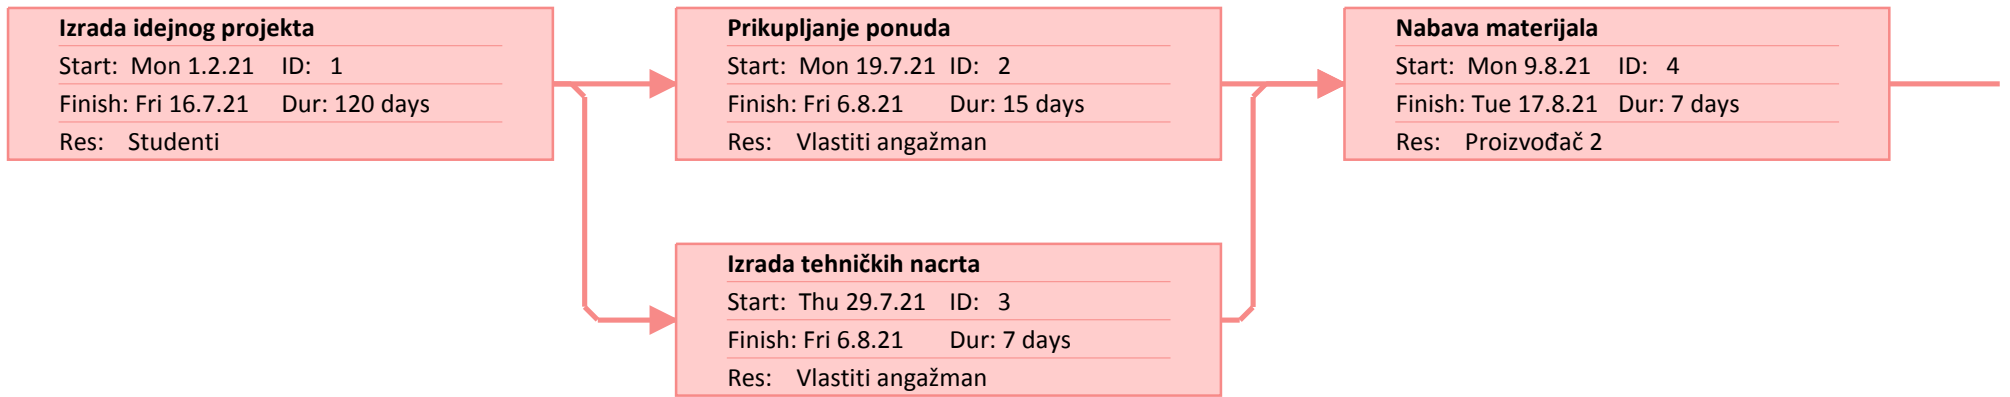 Izrada idejnog projekta
Start: Mon 1.2.21 ID: 1
Finish: Fri 16.7.21 Dur: 120 days
Res: Studenti
Prikupljanje ponuda
Start: Mon 19.7.21 ID: 2
Finish: Fri 6.8.21 Dur: 15 days
Res: Vlastiti angažman
Nabava materijala
Start: Mon 9.8.21 ID: 4
Finish: Tue 17.8.21 Dur: 7 days
Res: Proizvođač 2
Izrada tehničkih nacrta
Start: Thu 29.7.21 ID: 3
Finish: Fri 6.8.21 Dur: 7 days
Res: Vlastiti angažman